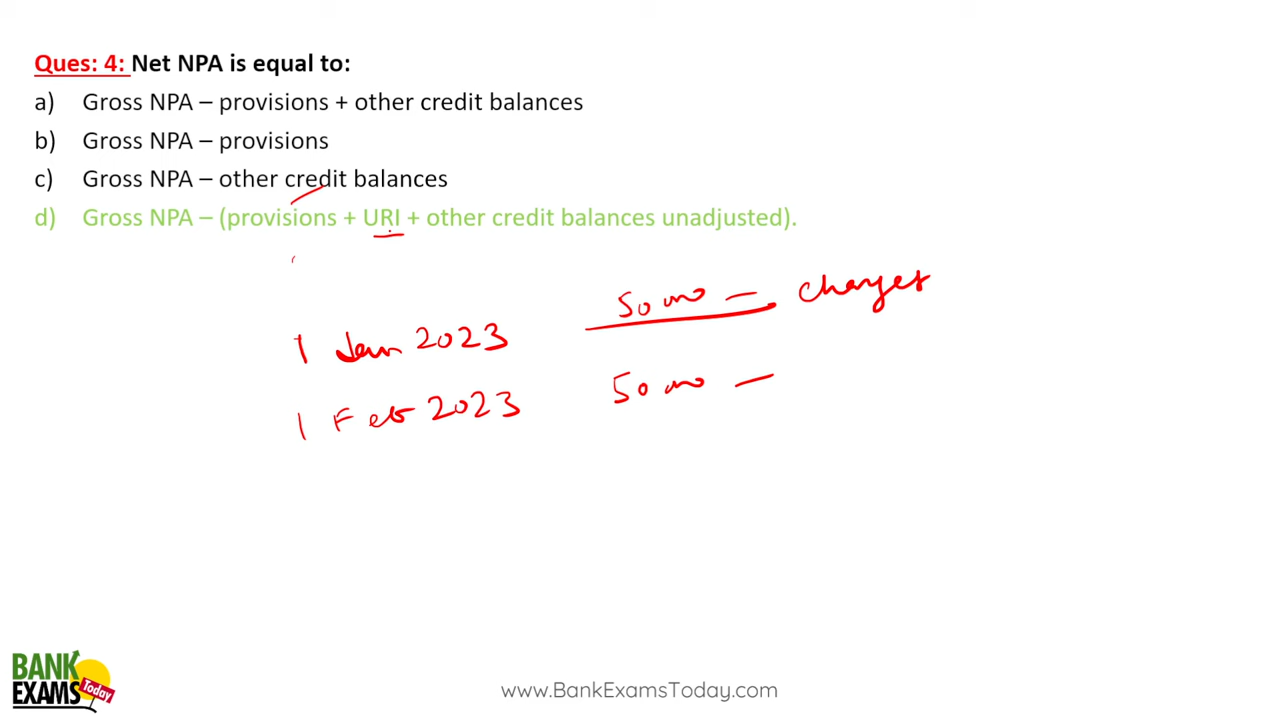 Ques: 4: Net NPA is equal to:
a) Gross NPA – provisions + other credit balances
b) Gross NPA – provisions
c) Gross NPA – other credit balances
d) Gross NPA – (provisions + URI + other credit balances unadjusted).
50 – charges
1 Jan 2023
1 Feb 2023 50 –
BANK EXAMS Today
www.BankExamsToday.com